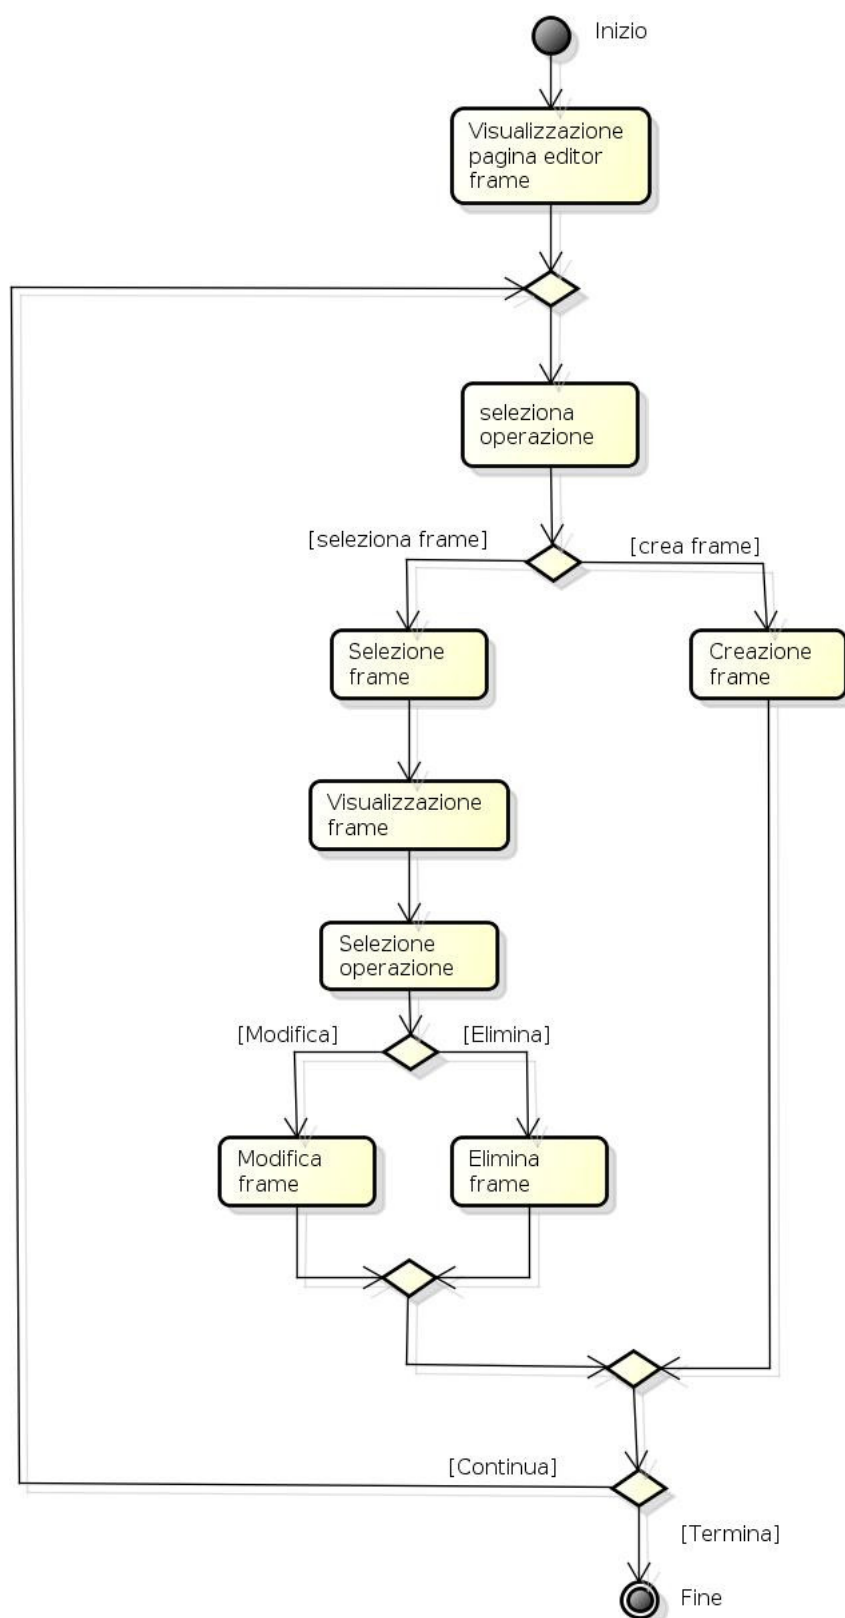 Inizio
Visualizzazione
pagina editor
frame
seleziona
operazione
[seleziona frame]
[crea frame]
Selezione
frame
Creazione
frame
Visualizzazione
frame
Selezione
operazione
[Modifica]
[Elimina]
Modifica
frame
Elimina
frame
[Continua]
[Termina]
Fine